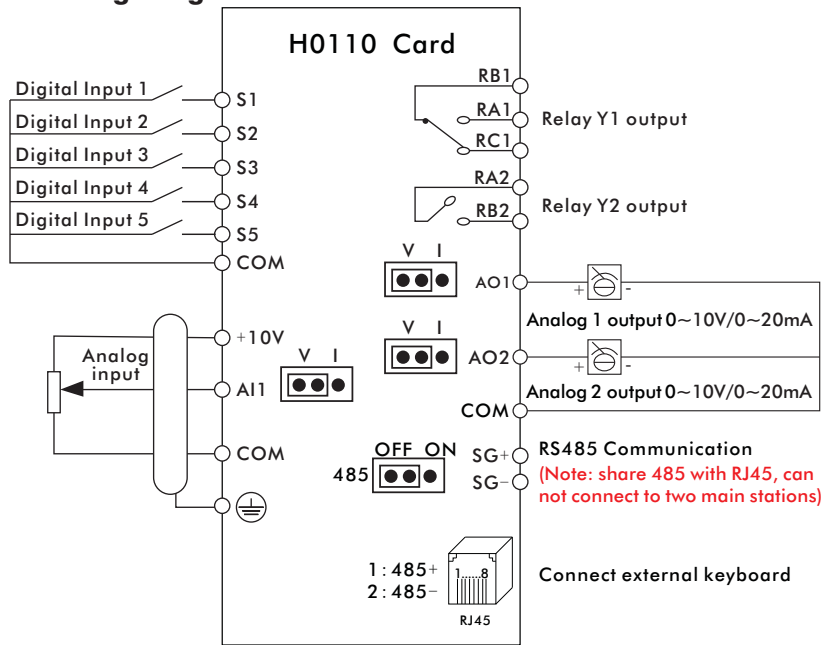 H0110 Card
Digital Input 1
S1
Digital Input 2
S2
Digital Input 3
S3
Digital Input 4
S4
Digital Input 5
S5
COM
RB1
RA1
RC1
Relay Y1 output
RA2
RB2
Relay Y2 output
V I
AO1
+ -
Analog 1 output 0~10V/0~20mA
V I
AO2
+ -
Analog 2 output 0~10V/0~20mA
COM
+10V
Analog
input
AI1
V I
COM
OFF ON
485
SG+
SG-
RS485 Communication
(Note: share 485 with RJ45, can
not connect to two main stations)
1:485+
2:485-
1......8
RJ45
Connect external keyboard